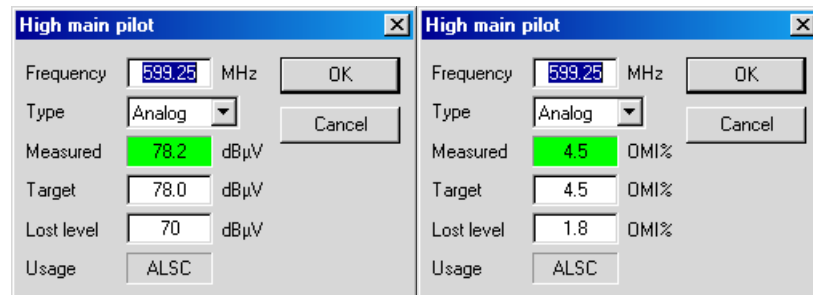 High main pilot
Frequency 599.25 MHz OK
Type Analog Cancel
Measured 78.2 dBµV
Target 78.0 dBµV
Lost level 70 dBµV
Usage ALSC
High main pilot
Frequency 599.25 MHz OK
Type Analog Cancel
Measured 4.5 OMI%
Target 4.5 OMI%
Lost level 1.8 OMI%
Usage ALSC